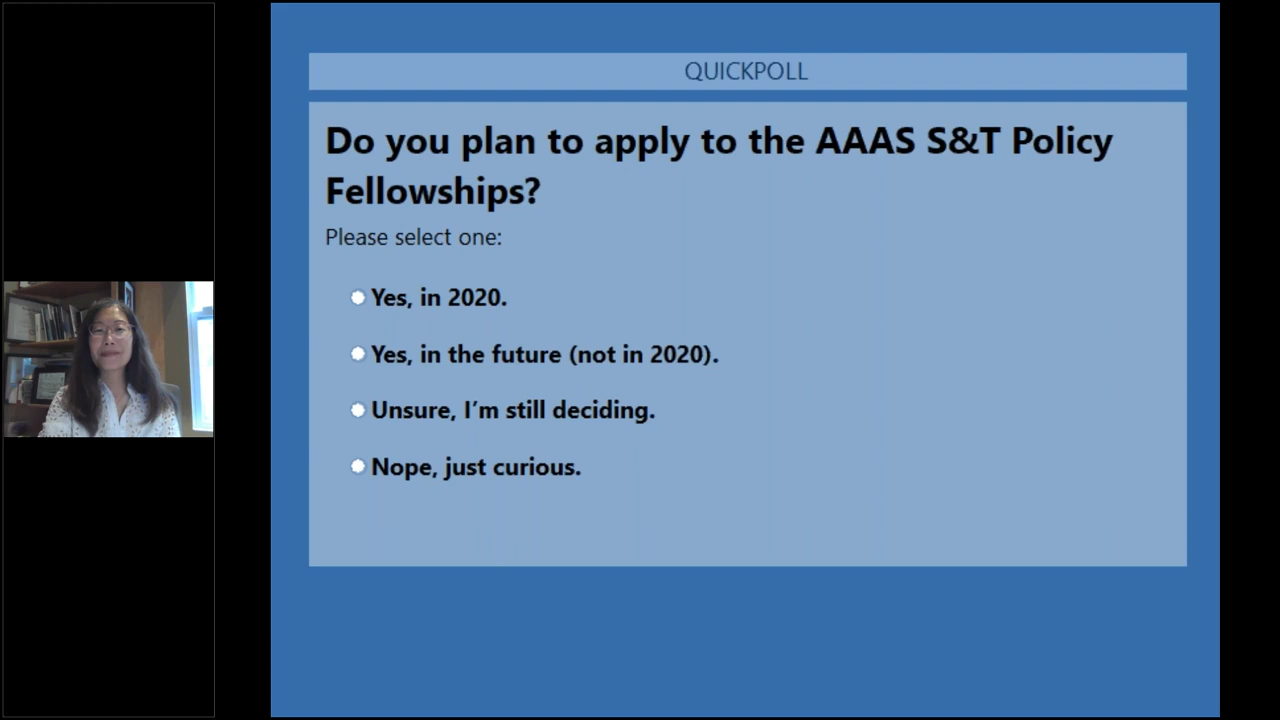 QUICKPOLL
Do you plan to apply to the AAAS S&T Policy
Fellowships?
Please select one:
Yes, in 2020.
Yes, in the future (not in 2020).
Unsure, I’m still deciding.
Nope, just curious.